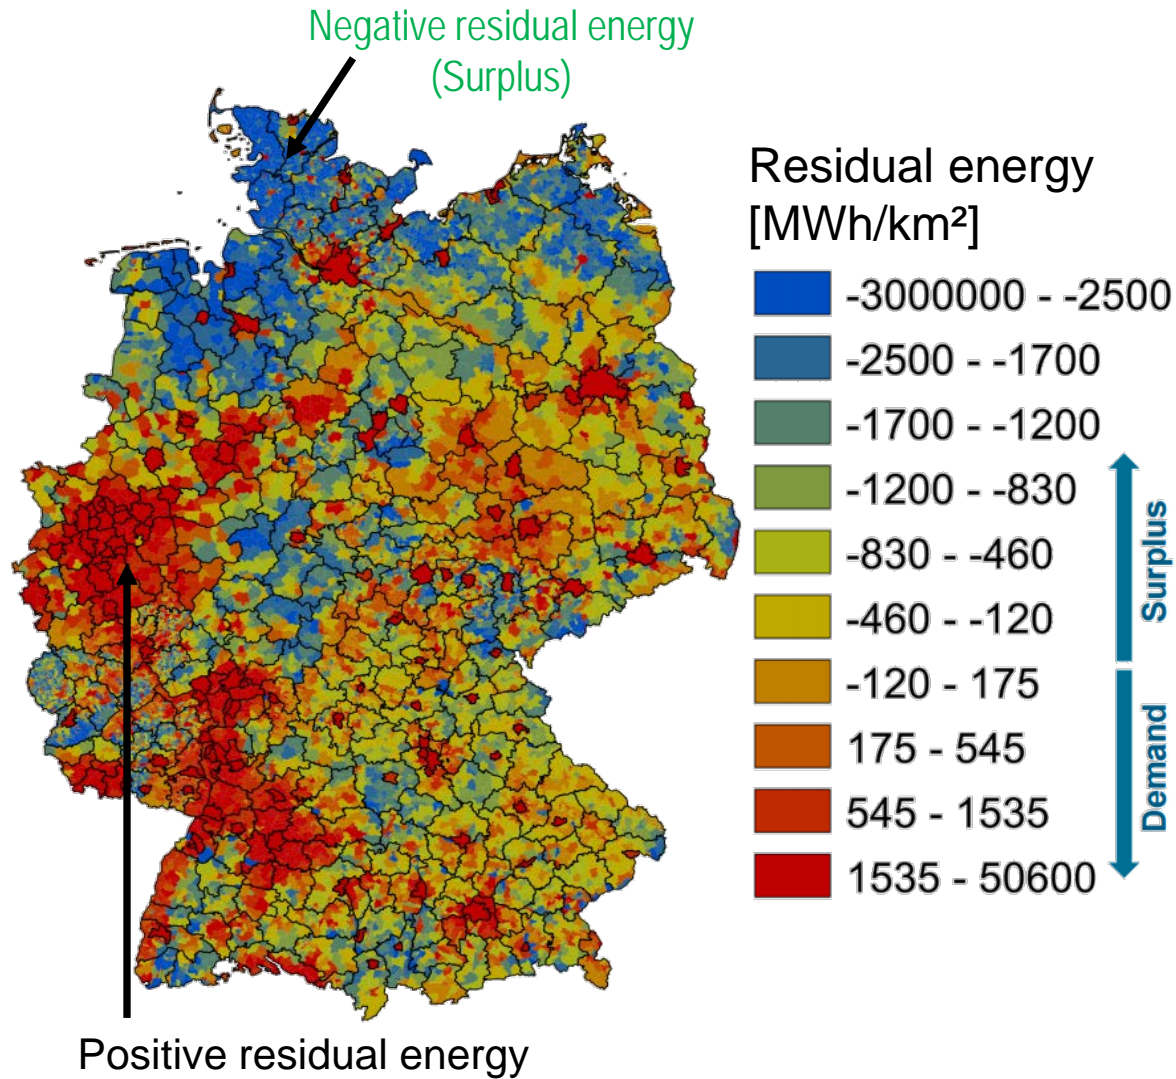 Negative residual energy
(Surplus)
Residual energy
[MWh/km²]
-3000000 - -2500
-2500 - -1700
-1700 - -1200
-1200 - -830
-830 - -460
-460 - -120
-120 - 175
175 - 545
545 - 1535
1535 - 50600
Surplus
Demand
Positive residual energy